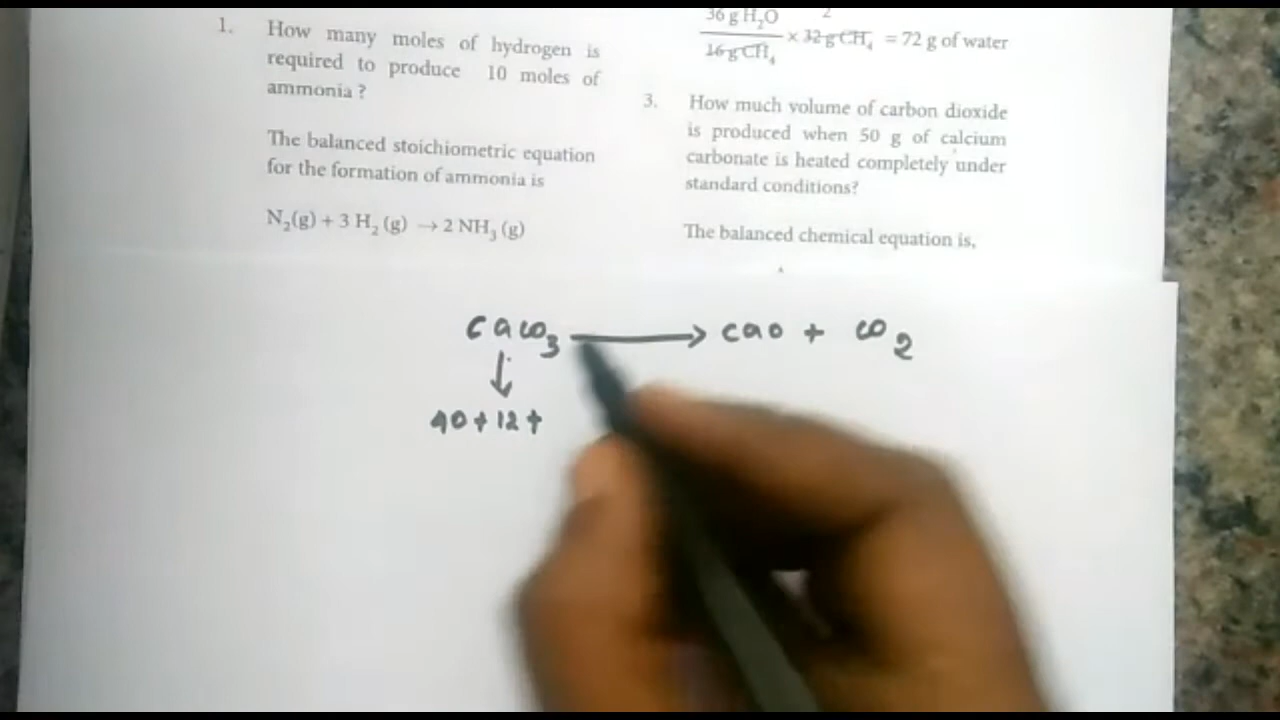 1. How many moles of hydrogen is
required to produce 10 moles of
ammonia ?
The balanced stoichiometric equation
for the formation of ammonia is
N₂(g) + 3 H₂ (g) → 2 NH₃ (g)
36 g H₂O
2
16 g CH₄ × 32 g CH₄ = 72 g of water
3. How much volume of carbon dioxide
is produced when 50 g of calcium
carbonate is heated completely under
standard conditions?
The balanced chemical equation is,
CaCO₃ → CaO + CO₂
↓
40 + 12 +